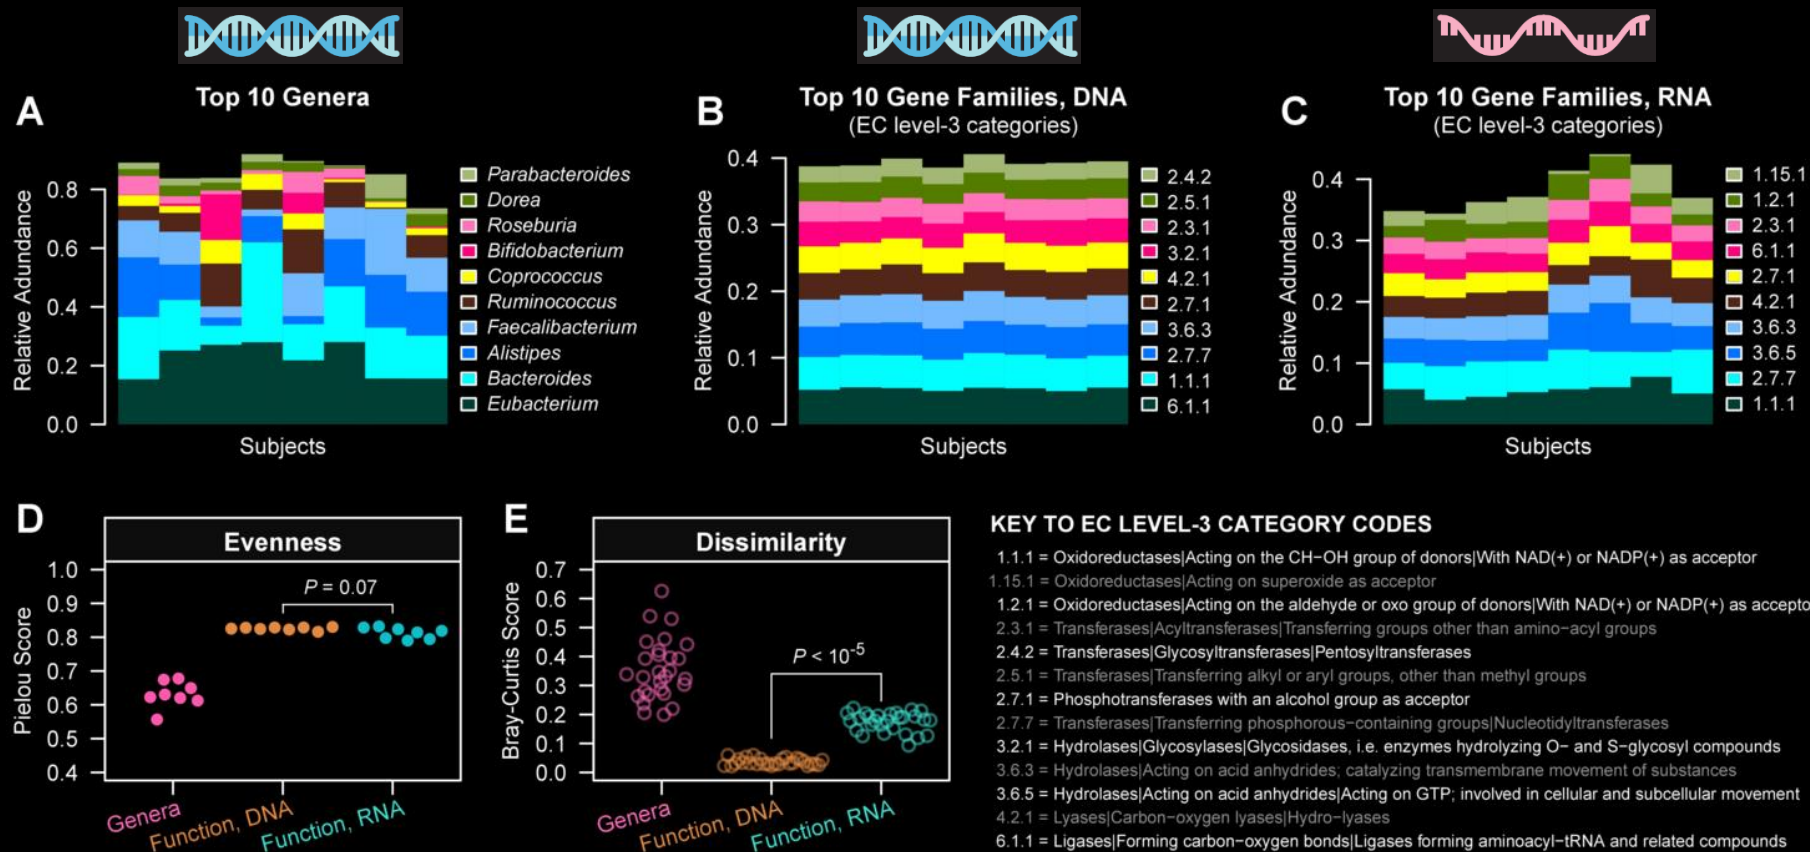 A
Top 10 Genera
Relative Adundance
0.8
0.6
0.4
0.2
0.0
Subjects
Parabacteroides
Dorea
Roseburia
Bifidobacterium
Coprococcus
Ruminococcus
Faecalibacterium
Alistipes
Bacteroides
Eubacterium
B
Top 10 Gene Families, DNA
(EC level-3 categories)
Relative Adundance
0.4
0.3
0.2
0.1
0.0
Subjects
2.4.2
2.5.1
2.3.1
3.2.1
4.2.1
2.7.1
3.6.3
2.7.7
1.1.1
6.1.1
C
Top 10 Gene Families, RNA
(EC level-3 categories)
Relative Adundance
0.4
0.3
0.2
0.1
0.0
Subjects
1.15.1
1.2.1
2.3.1
6.1.1
2.7.1
4.2.1
3.6.3
3.6.5
2.7.7
1.1.1
D
Evenness
Pielou Score
1.0
0.9
0.8
0.7
0.6
0.5
0.4
P = 0.07
Genera
Function, DNA
Function, RNA
E
Dissimilarity
Bray-Curtis Score
0.7
0.6
0.5
0.4
0.3
0.2
0.1
0.0
P < 10-5
Genera
Function, DNA
Function, RNA
KEY TO EC LEVEL-3 CATEGORY CODES
1.1.1 = Oxidoreductases|Acting on the CH−OH group of donors|With NAD(+) or NADP(+) as acceptor
1.15.1 = Oxidoreductases|Acting on superoxide as acceptor
1.2.1 = Oxidoreductases|Acting on the aldehyde or oxo group of donors|With NAD(+) or NADP(+) as accepto
2.3.1 = Transferases|Acyltransferases|Transferring groups other than amino−acyl groups
2.4.2 = Transferases|Glycosyltransferases|Pentosyltransferases
2.5.1 = Transferases|Transferring alkyl or aryl groups, other than methyl groups
2.7.1 = Phosphotransferases with an alcohol group as acceptor
2.7.7 = Transferases|Transferring phosphorous−containing groups|Nucleotidyltransferases
3.2.1 = Hydrolases|Glycosylases|Glycosidases, i.e. enzymes hydrolyzing O− and S−glycosyl compounds
3.6.3 = Hydrolases|Acting on acid anhydrides; catalyzing transmembrane movement of substances
3.6.5 = Hydrolases|Acting on acid anhydrides|Acting on GTP; involved in cellular and subcellular movement
4.2.1 = Lyases|Carbon−oxygen lyases|Hydro−lyases
6.1.1 = Ligases|Forming carbon−oxygen bonds|Ligases forming aminoacyl−tRNA and related compounds